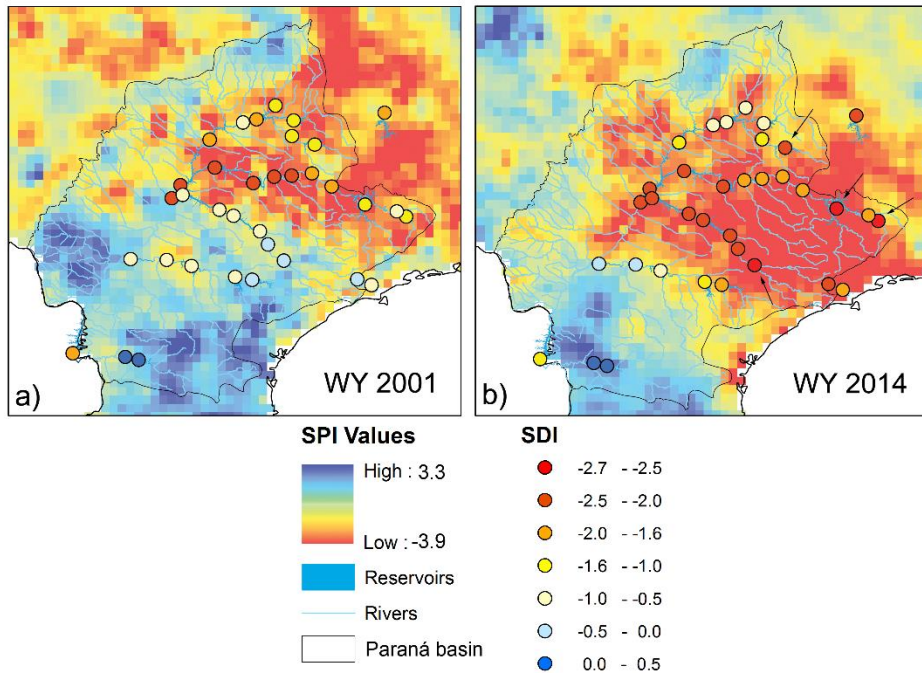 a)
WY 2001
b)
WY 2014
SPI Values
High : 3.3
Low : -3.9
Reservoirs
Rivers
Paraná basin
SDI
-2.7 - -2.5
-2.5 - -2.0
-2.0 - -1.6
-1.6 - -1.0
-1.0 - -0.5
-0.5 - 0.0
0.0 - 0.5